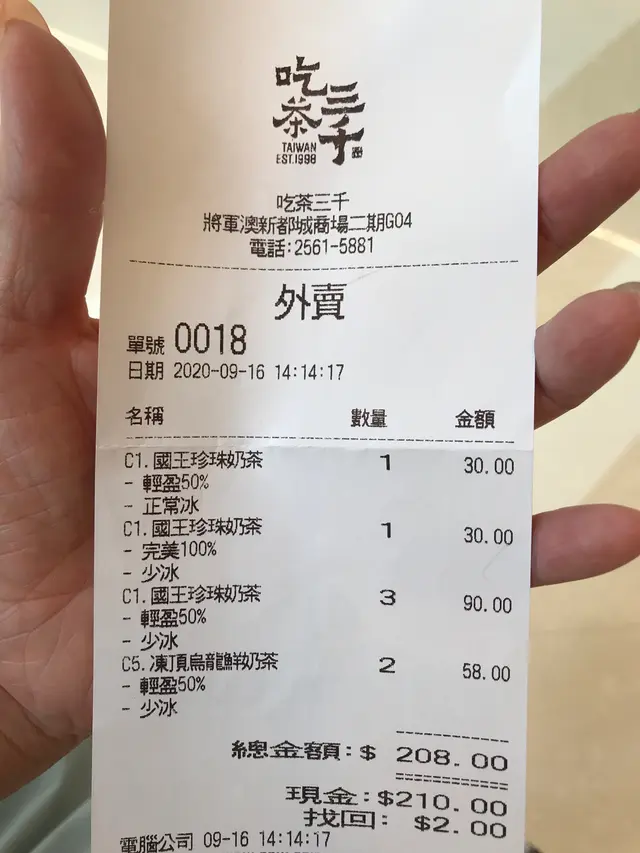 吃茶三千
TAIWAN
EST.1998
吃茶三千
將軍澳新都城商場二期G04
電話:2561-5881
外賣
單號 0018
日期 2020-09-16 14:14:17
名稱 數量 金額
C1. 國王珍珠奶茶 1 30.00
- 輕盈50%
- 正常冰
C1. 國王珍珠奶茶 1 30.00
- 完美100%
- 少冰
C1. 國王珍珠奶茶 3 90.00
- 輕盈50%
- 少冰
C5. 凍頂烏龍鮮奶茶 2 58.00
- 輕盈50%
- 少冰
總金額:$ 208.00
現金:$210.00
找回: $2.00
電腦公司 09-16 14:14:17